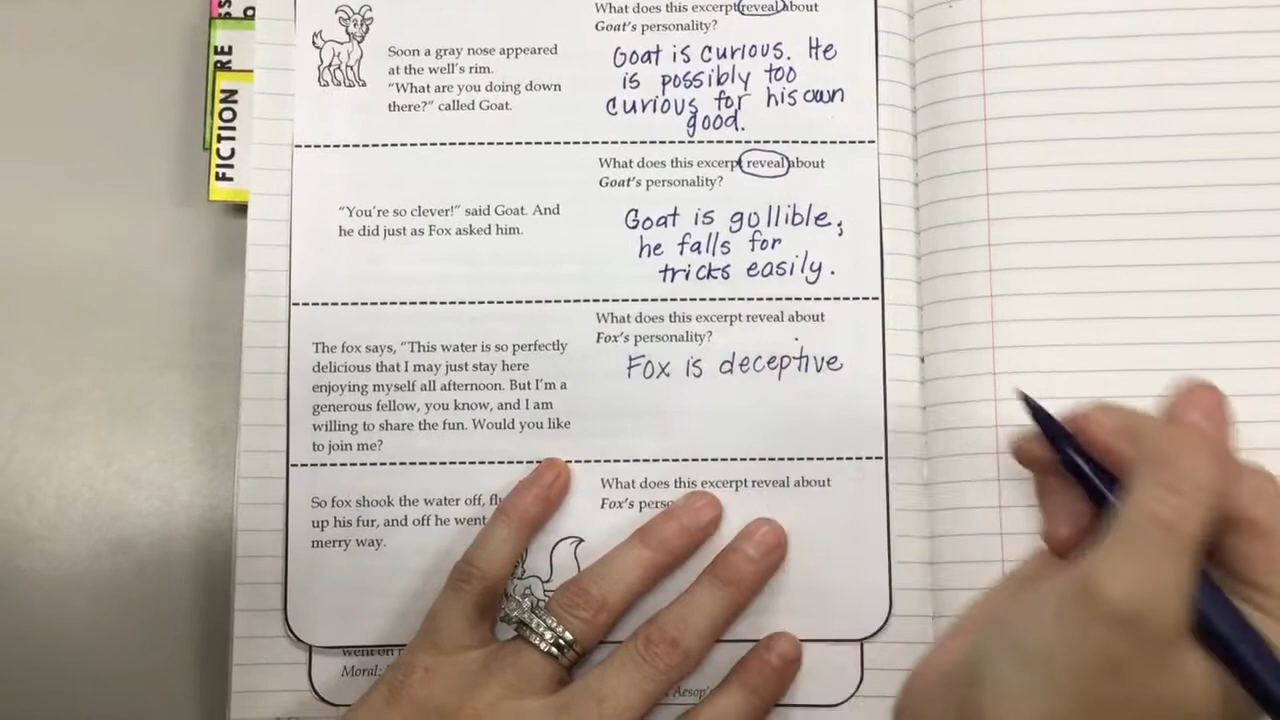 FICTION
RE
What does this excerpt reveal about
Goat's personality?
Soon a gray nose appeared
at the well's rim.
"What are you doing down
there?" called Goat.
Goat is curious. He
is possibly too
curious for his own
good.
What does this excerpt reveal about
Goat's personality?
"You're so clever!" said Goat. And
he did just as Fox asked him.
Goat is gullible;
he falls for
tricks easily.
What does this excerpt reveal about
Fox's personality?
The fox says, "This water is so perfectly
delicious that I may just stay here
enjoying myself all afternoon. But I'm a
generous fellow, you know, and I am
willing to share the fun. Would you like
to join me?
Fox is deceptive
What does this excerpt reveal about
Fox's
So fox shook the water off,
up his fur, and off he went
merry way.
went on
Moral:
Aesop's